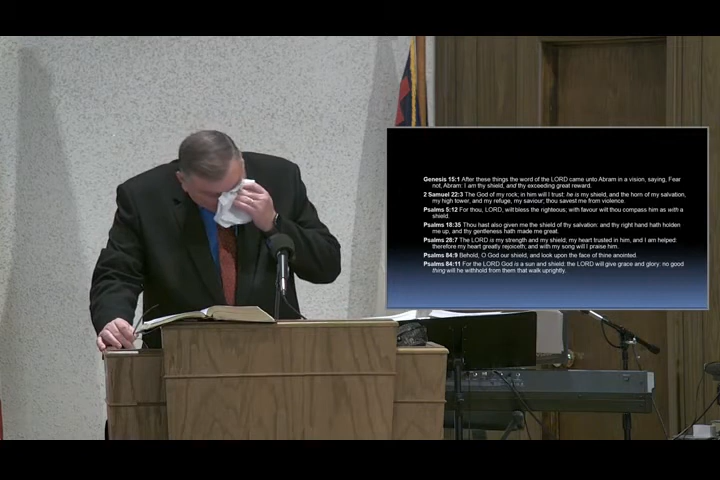 Genesis 15:1 After these things the word of the LORD came unto Abram in a vision, saying, Fear
not, Abram: I am thy shield, and thy exceeding great reward.
2 Samuel 22:3 The God of my rock; in him will I trust: he is my shield, and the horn of my salvation,
my high tower, and my refuge, my saviour; thou savest me from violence.
Psalms 5:12 For thou, LORD, wilt bless the righteous; with favour wilt thou compass him as with a
shield.
Psalms 18:35 Thou hast also given me the shield of thy salvation: and thy right hand hath holden
me up, and thy gentleness hath made me great.
Psalms 28:7 The LORD is my strength and my shield; my heart trusted in him, and I am helped:
therefore my heart greatly rejoiceth; and with my song will I praise him.
Psalms 84:9 Behold, O God our shield, and look upon the face of thine anointed.
Psalms 84:11 For the LORD God is a sun and shield: the LORD will give grace and glory: no good
thing will he withhold from them that walk uprightly.